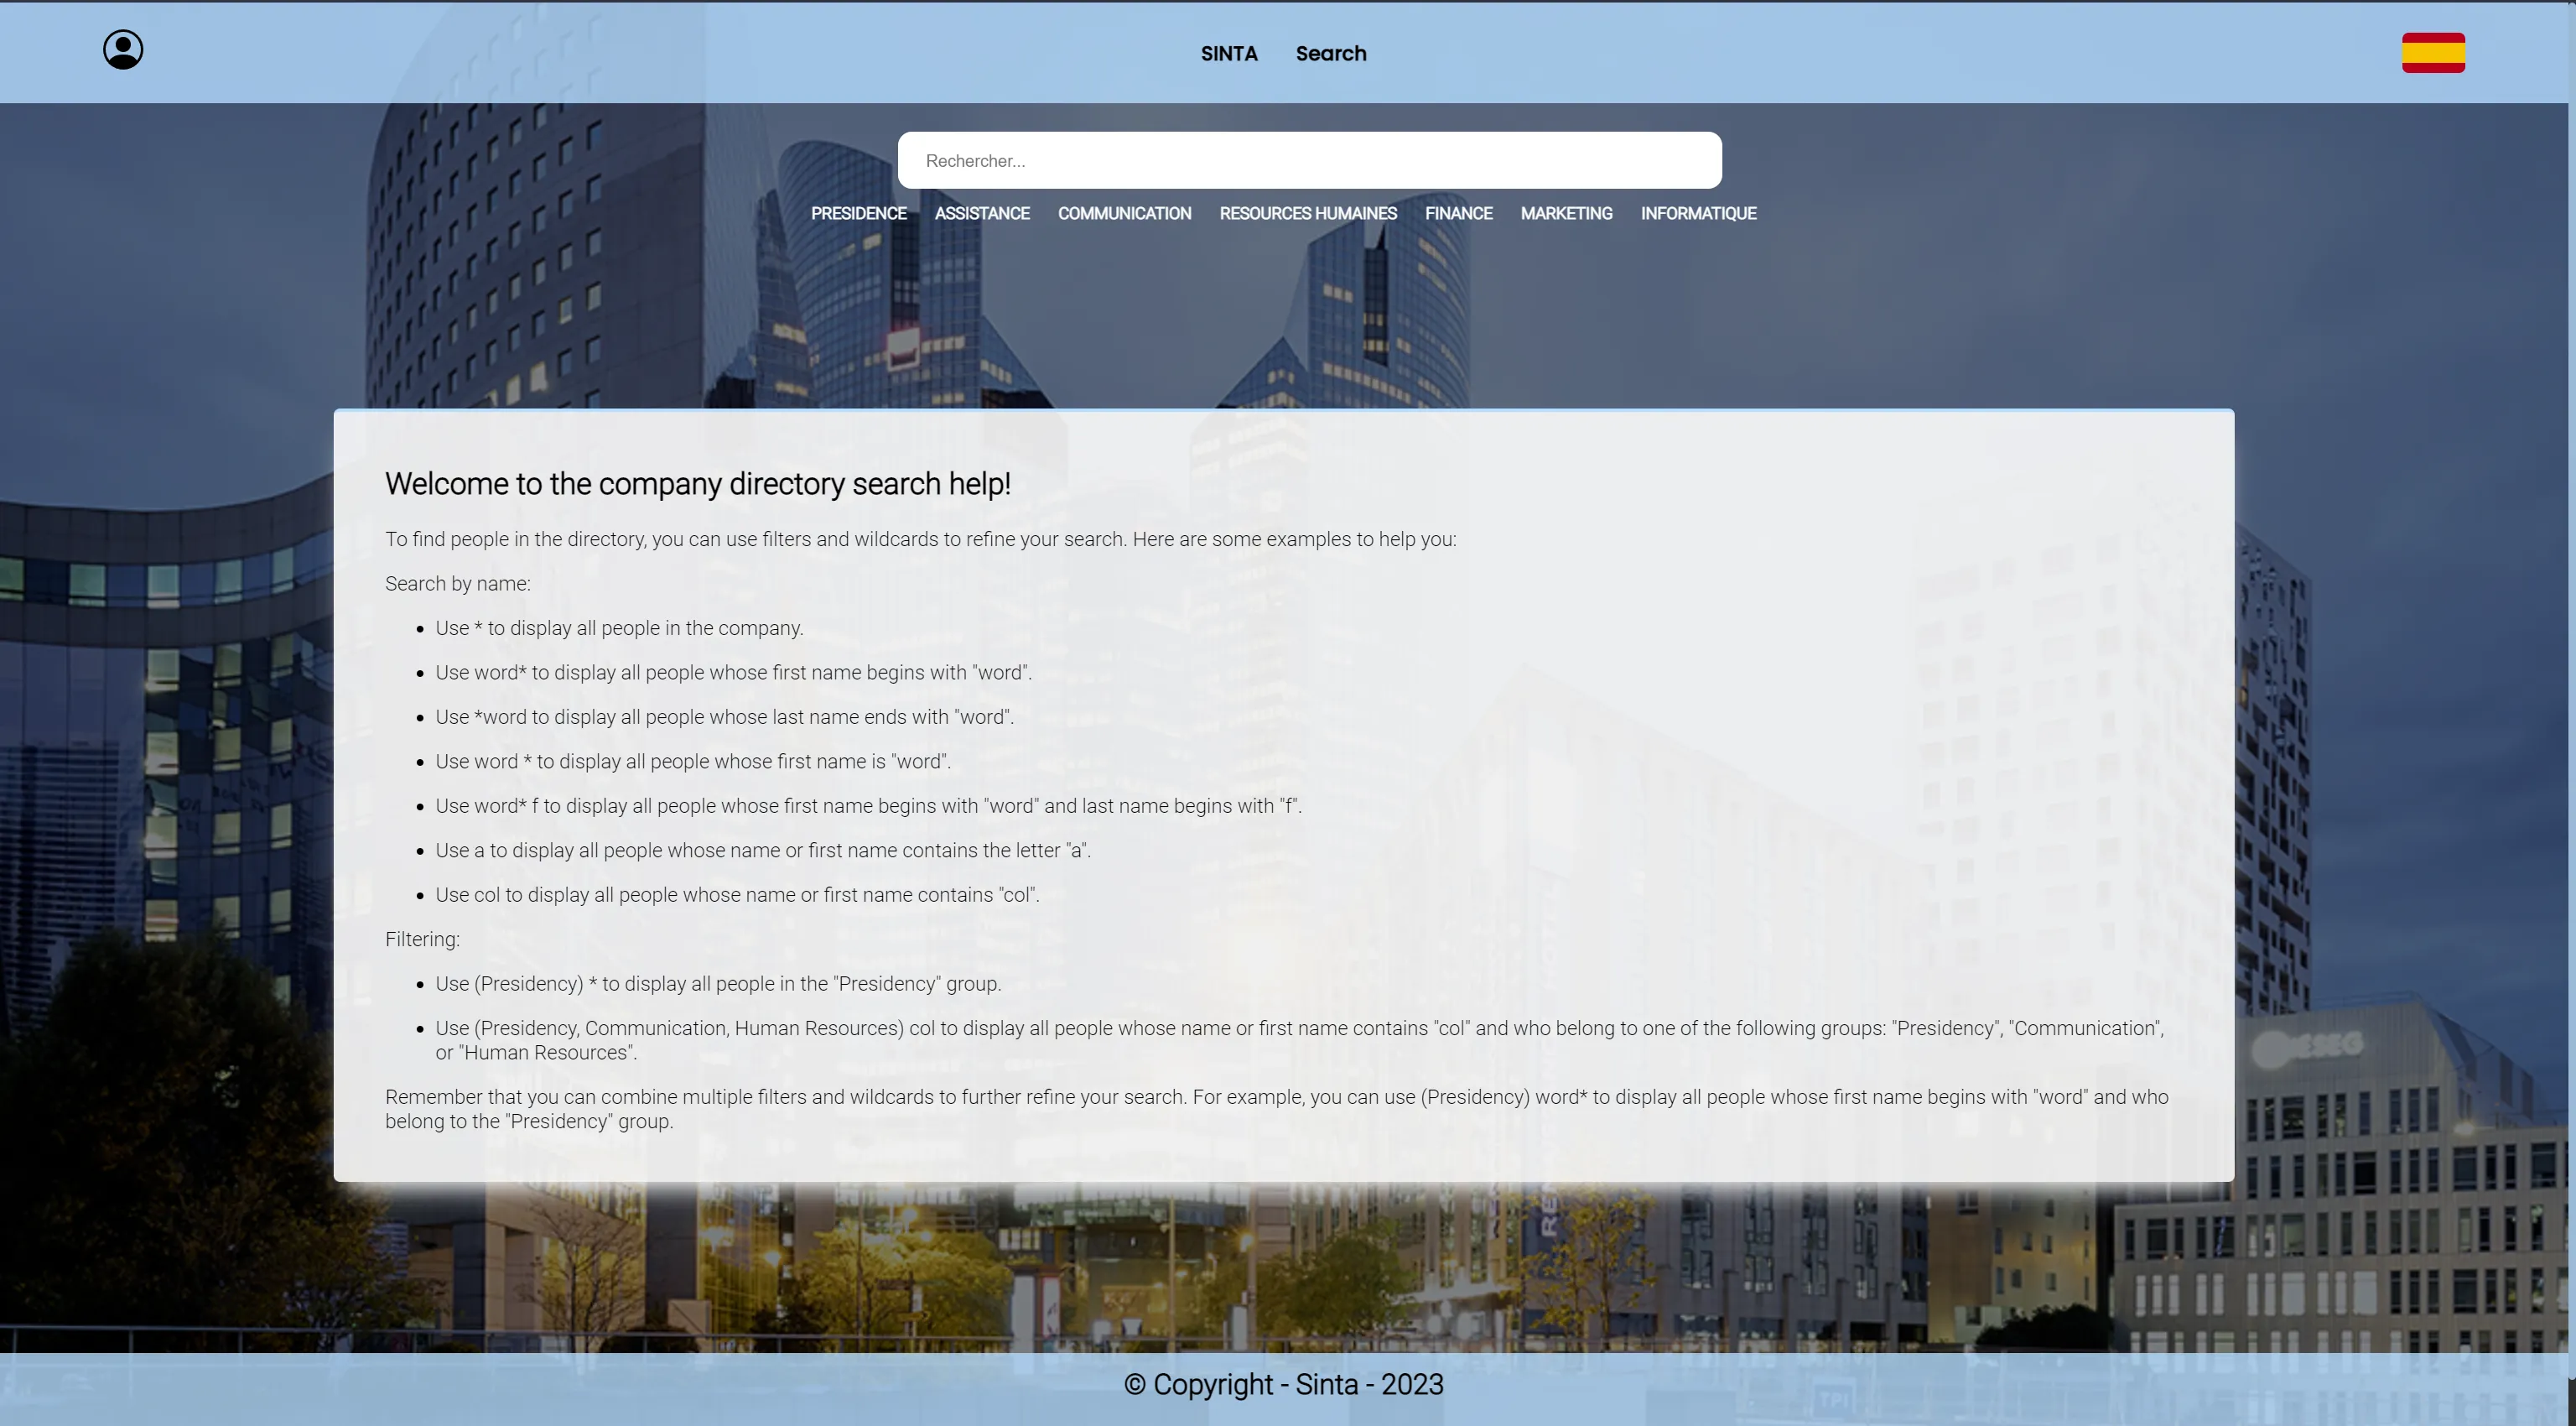 SINTA Search
Rechercher...
PRESIDENCE ASSISTANCE COMMUNICATION RESOURCES HUMAINES FINANCE MARKETING INFORMATIQUE
Welcome to the company directory search help!
To find people in the directory, you can use filters and wildcards to refine your search. Here are some examples to help you:
Search by name:
• Use * to display all people in the company.
• Use word* to display all people whose first name begins with "word".
• Use *word to display all people whose last name ends with "word".
• Use word * to display all people whose first name is "word".
• Use word* f to display all people whose first name begins with "word" and last name begins with "f".
• Use a to display all people whose name or first name contains the letter "a".
• Use col to display all people whose name or first name contains "col".
Filtering:
• Use (Presidency) * to display all people in the "Presidency" group.
• Use (Presidency, Communication, Human Resources) col to display all people whose name or first name contains "col" and who belong to one of the following groups: "Presidency", "Communication",
or "Human Resources".
Remember that you can combine multiple filters and wildcards to further refine your search. For example, you can use (Presidency) word* to display all people whose first name begins with "word" and who
belong to the "Presidency" group.
IESEG
© Copyright - Sinta - 2023
TPI